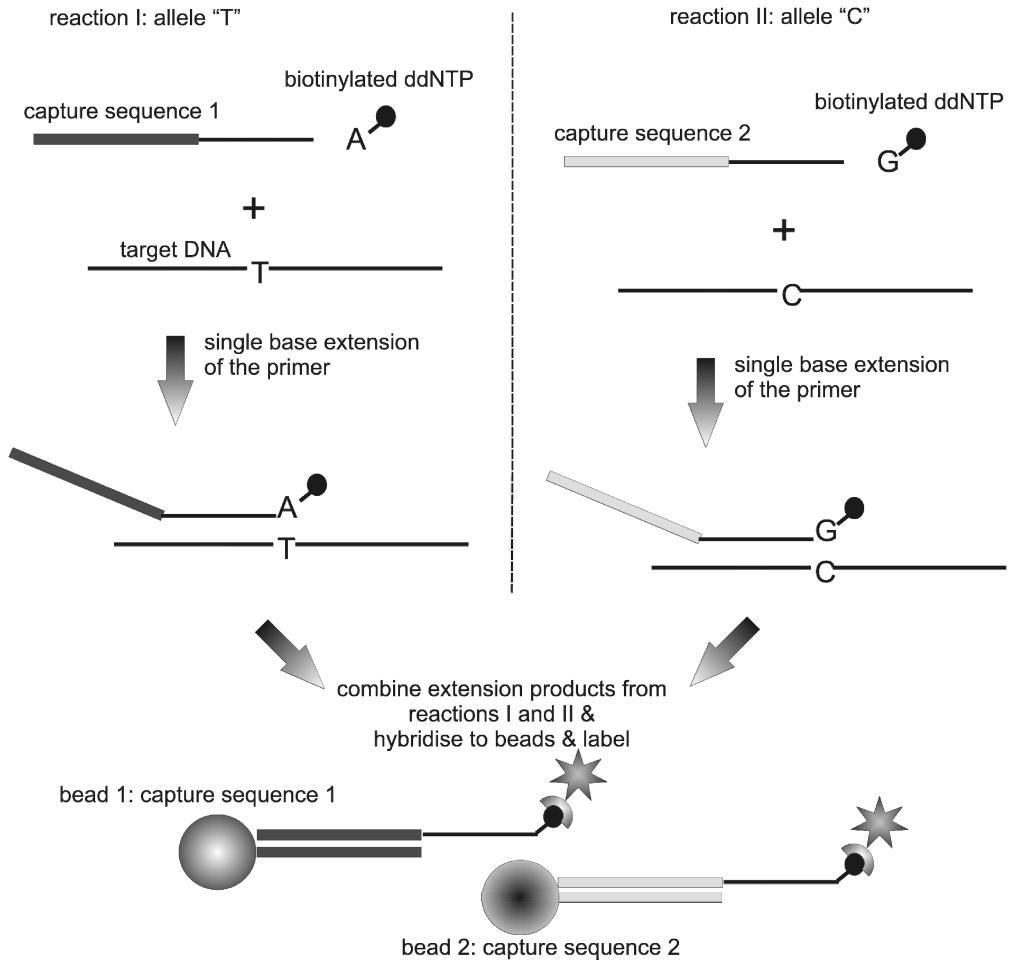 reaction I: allele “T”
biotinylated ddNTP
capture sequence 1
A
+
target DNA
T
single base extension
of the primer
A
T
reaction II: allele “C”
biotinylated ddNTP
capture sequence 2
G
+
C
single base extension
of the primer
G
C
combine extension products from
reactions I and II &
hybridise to beads & label
bead 1: capture sequence 1
bead 2: capture sequence 2